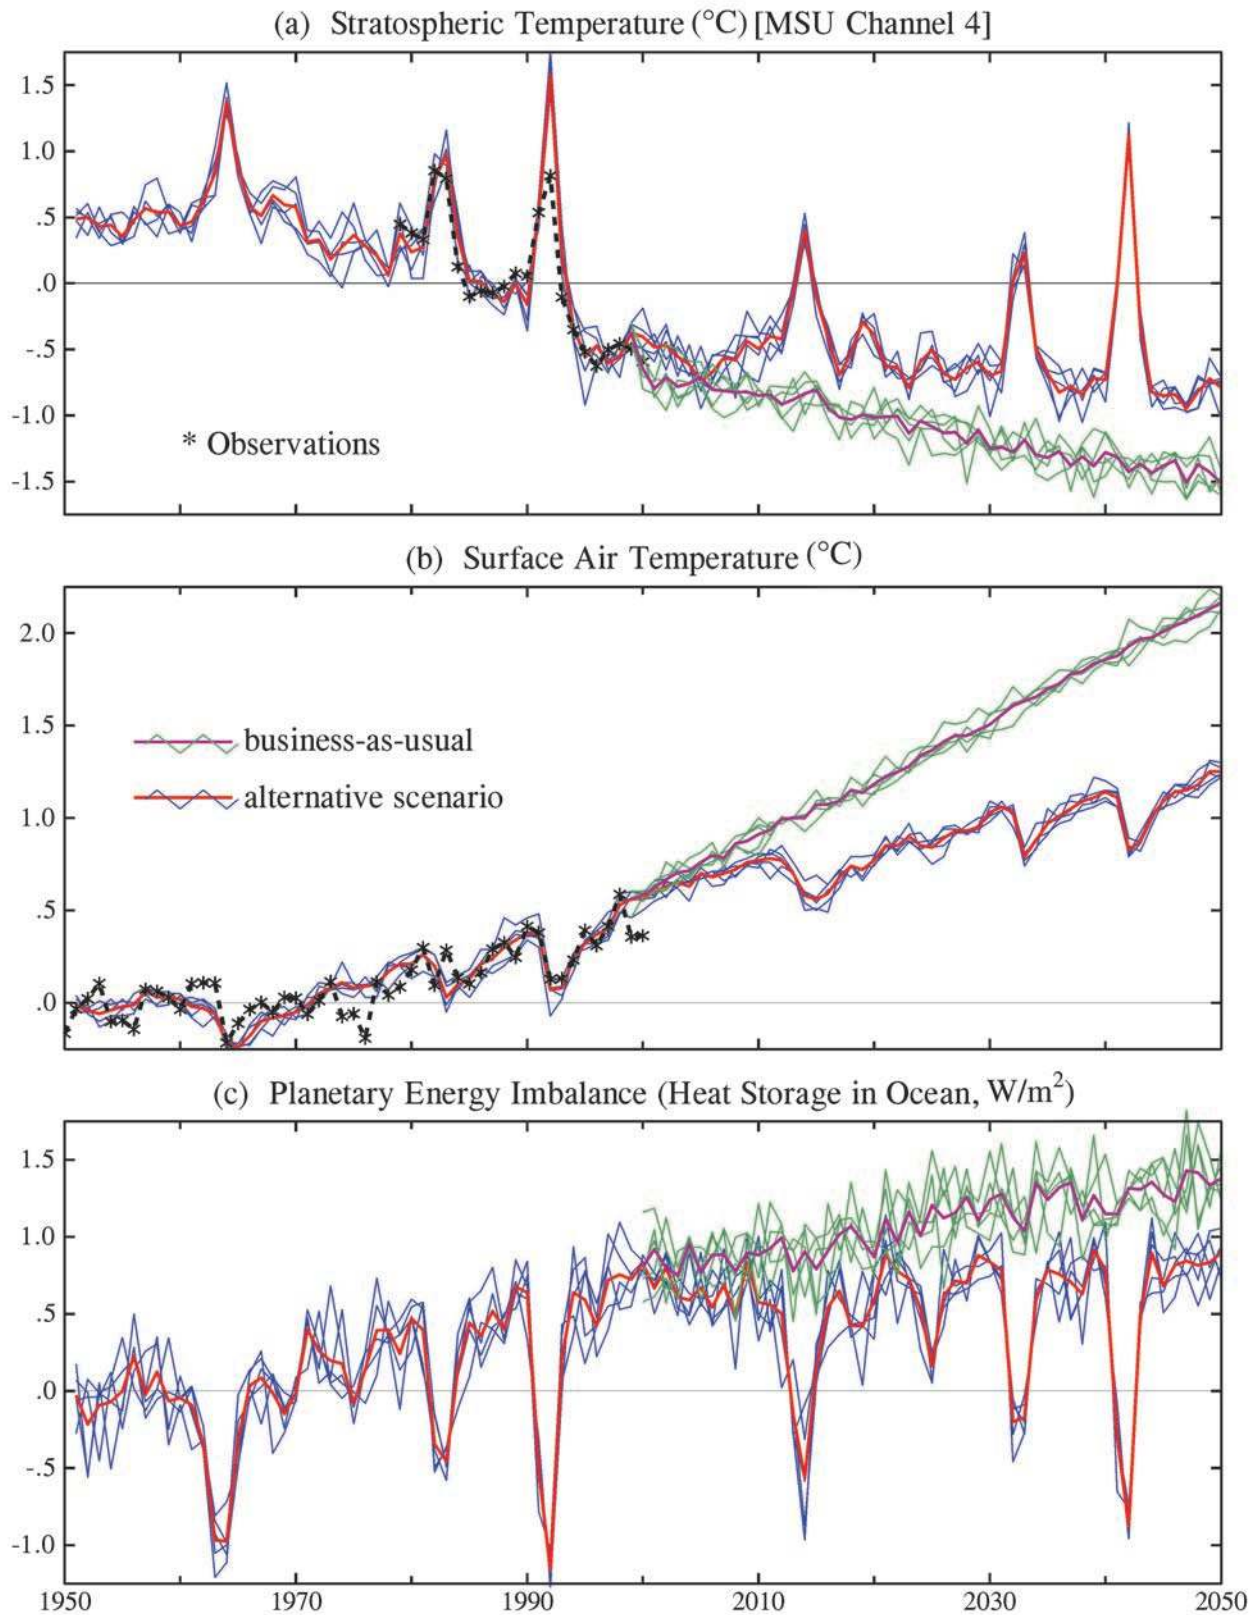 (a) Stratospheric Temperature (°C) [MSU Channel 4]
1.5
1.0
.5
.0
-.5
-1.0
-1.5
* Observations
(b) Surface Air Temperature (°C)
2.0
1.5
1.0
.5
.0
business-as-usual
alternative scenario
(c) Planetary Energy Imbalance (Heat Storage in Ocean, W/m²)
1.5
1.0
.5
.0
-.5
-1.0
1950 1970 1990 2010 2030 2050